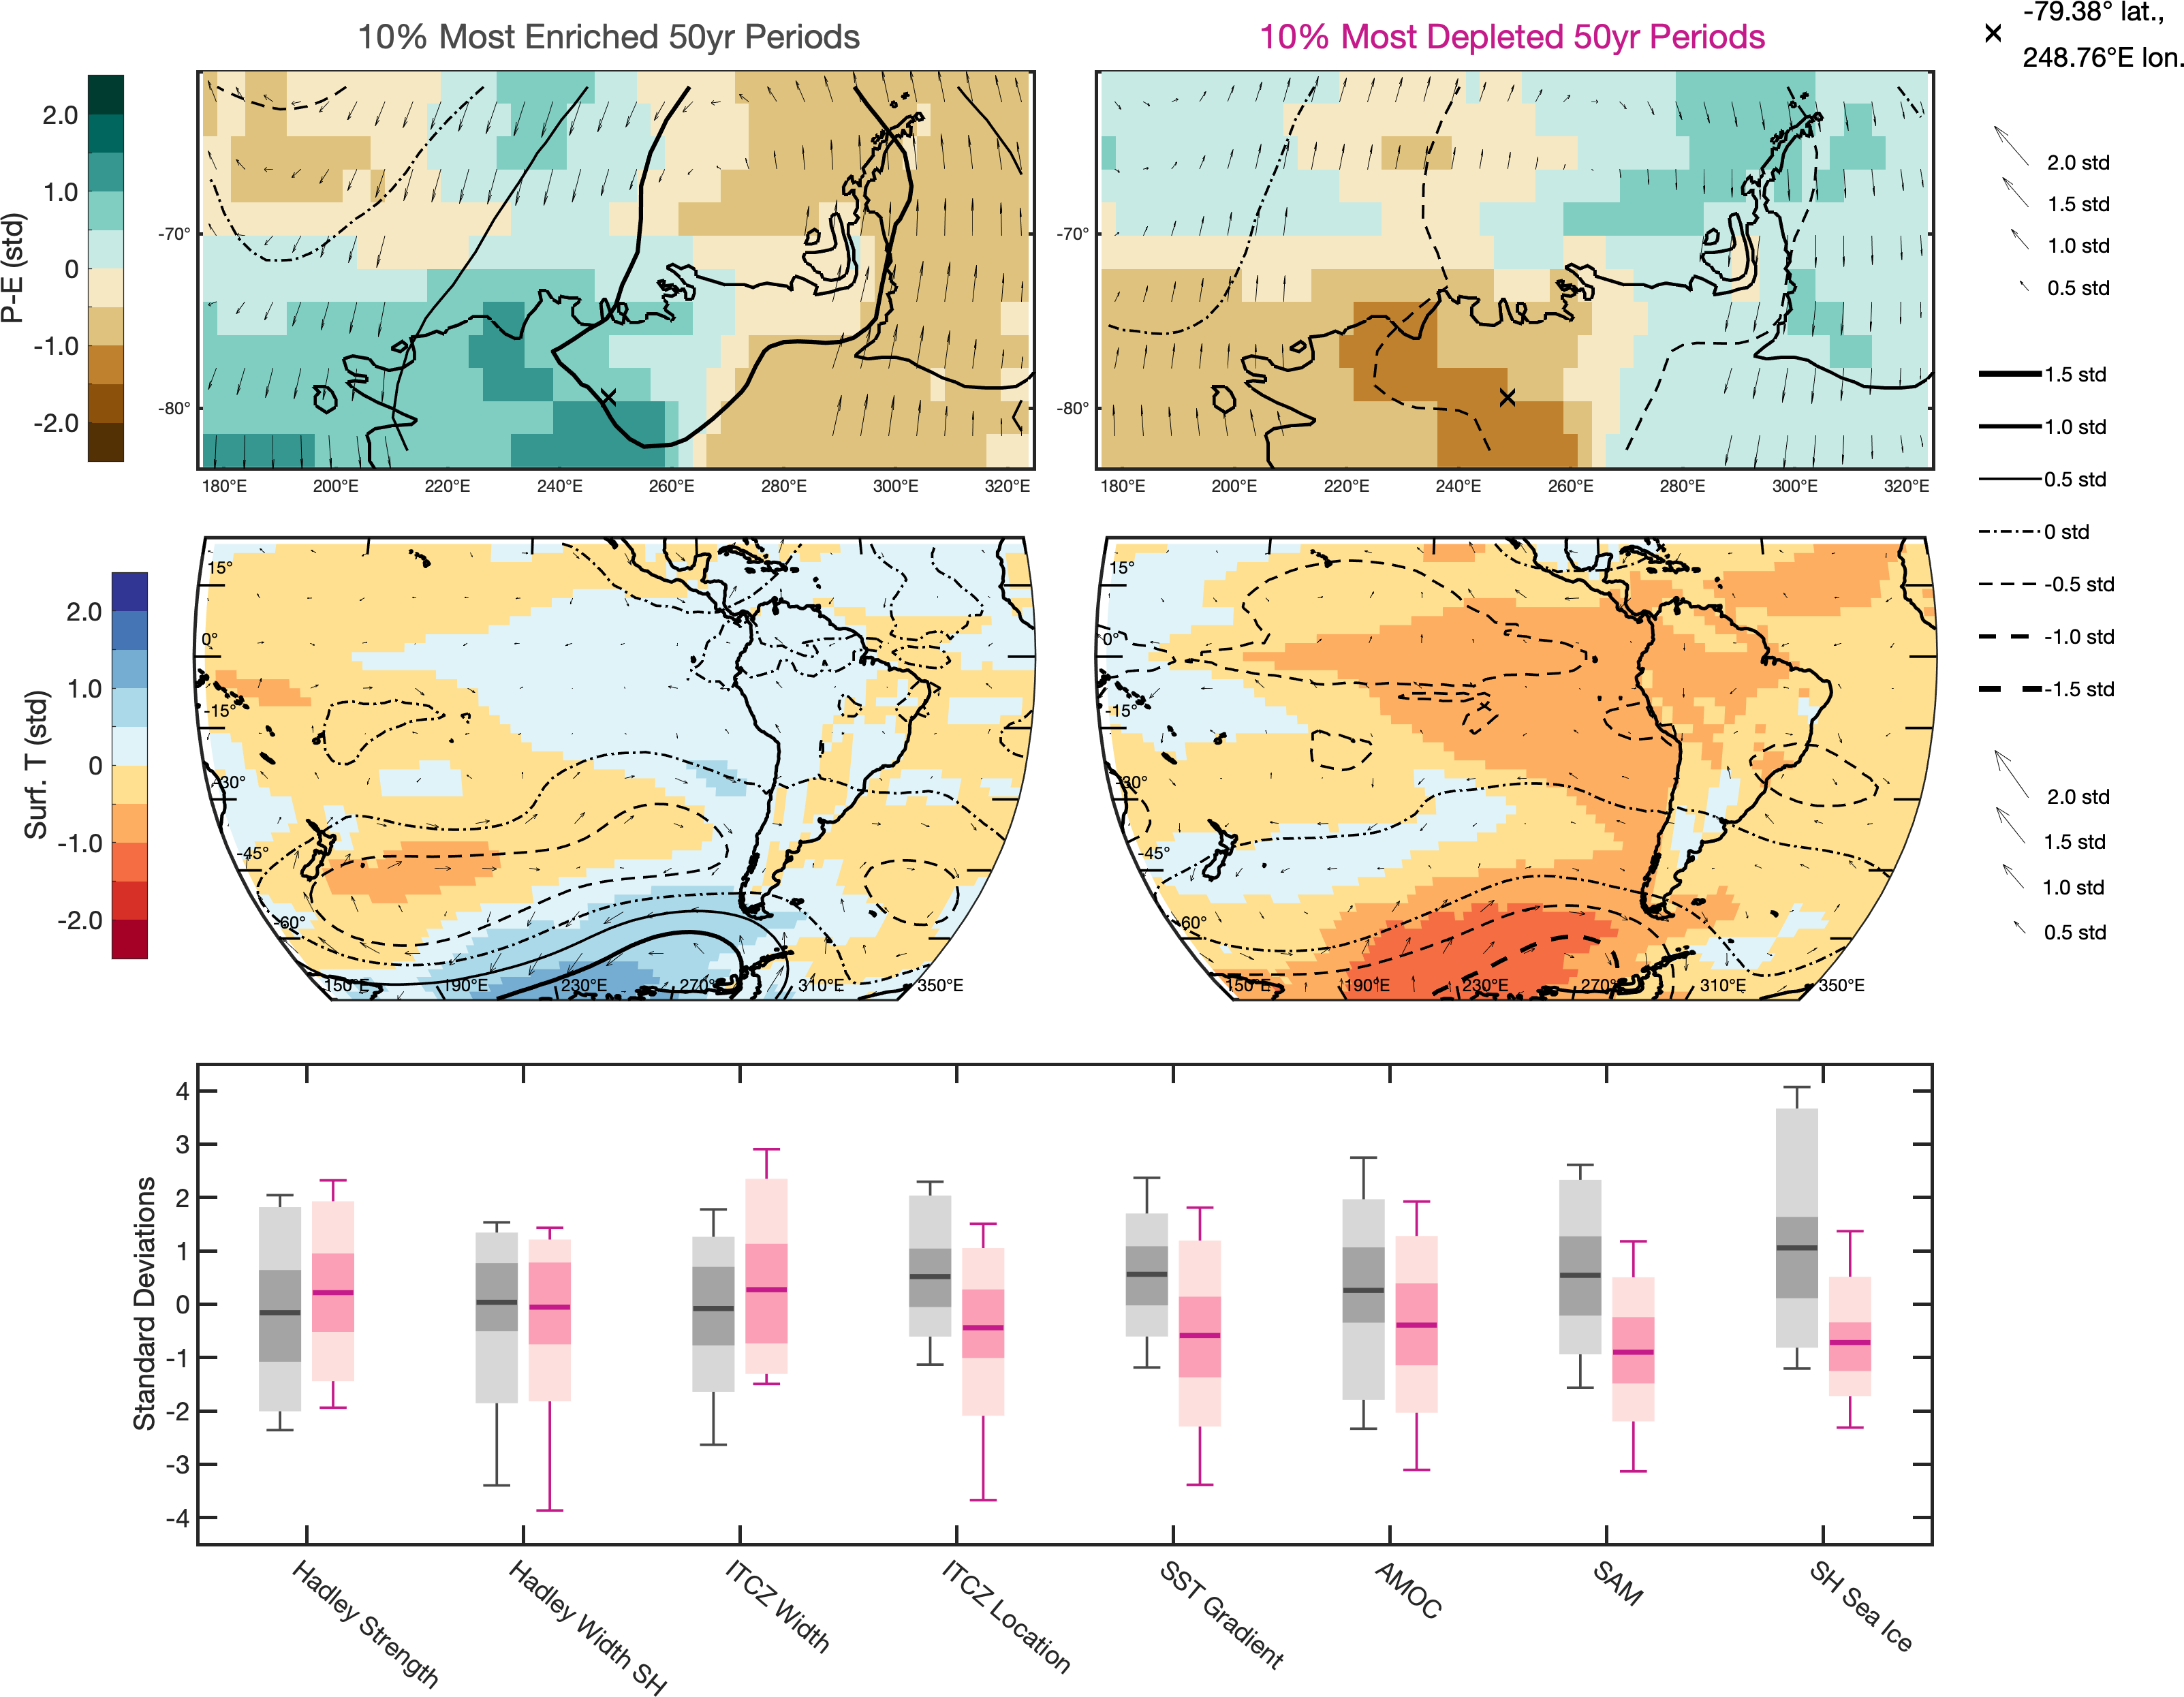 10% Most Enriched 50yr Periods
10% Most Depleted 50yr Periods
-79.38° lat.,
248.76°E lon.
P-E (std)
2.0
1.0
0
-1.0
-2.0
-70°
-80°
180°E 200°E 220°E 240°E 260°E 280°E 300°E 320°E
-70°
-80°
180°E 200°E 220°E 240°E 260°E 280°E 300°E 320°E
2.0 std
1.5 std
1.0 std
0.5 std
1.5 std
1.0 std
0.5 std
0 std
-0.5 std
-1.0 std
-1.5 std
Surf. T (std)
2.0
1.0
0
-1.0
-2.0
15°
0°
-15°
-30°
-45°
-60°
150°E 190°E 230°E 270°E 310°E 350°E
15°
0°
-15°
-30°
-45°
-60°
150°E 190°E 230°E 270°E 310°E 350°E
2.0 std
1.5 std
1.0 std
0.5 std
Standard Deviations
4
3
2
1
0
-1
-2
-3
-4
Hadley Strength
Hadley Width SH
ITCZ Width
ITCZ Location
SST Gradient
AMOC
SAM
SH Sea Ice